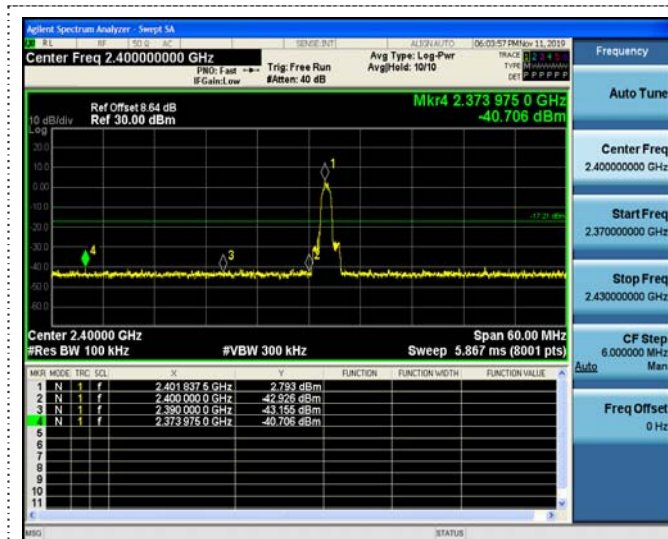 Agilent Spectrum Analyzer - Swept SA
RL RF 50 Ω AC SENSE:INT ALIGN AUTO 06:03:57 PM Nov 11, 2019
Center Freq 2.400000000 GHz
PNO: Fast
IFGain:Low
Trig: Free Run
#Atten: 40 dB
Avg Type: Log-Pwr
Avg|Hold: 10/10
TRACE 1 2 3 4 5 6
TYPE M
DET P P P P P P
Frequency
Auto Tune
Center Freq
2.400000000 GHz
Start Freq
2.370000000 GHz
Stop Freq
2.430000000 GHz
CF Step
6.000000 MHz
Auto Man
Freq Offset
0 Hz
Mkr4 2.373 975 0 GHz
-40.706 dBm
Ref Offset 8.64 dB
10 dB/div Ref 30.00 dBm
Log
20.0
10.0
0.00
-10.0
-20.0
-30.0
-40.0
-50.0
-60.0
1
-17.21 dBm
4
3
2
Center 2.40000 GHz Span 60.00 MHz
#Res BW 100 kHz #VBW 300 kHz Sweep 5.867 ms (8001 pts)
MKR MODE TRC SCL X Y FUNCTION FUNCTION WIDTH FUNCTION VALUE
1 N 1 f 2.401 837 5 GHz 2.793 dBm
2 N 1 f 2.400 000 0 GHz -42.926 dBm
3 N 1 f 2.390 000 0 GHz -43.155 dBm
4 N 1 f 2.373 975 0 GHz -40.706 dBm
5
6
7
8
9
10
11
MSG STATUS